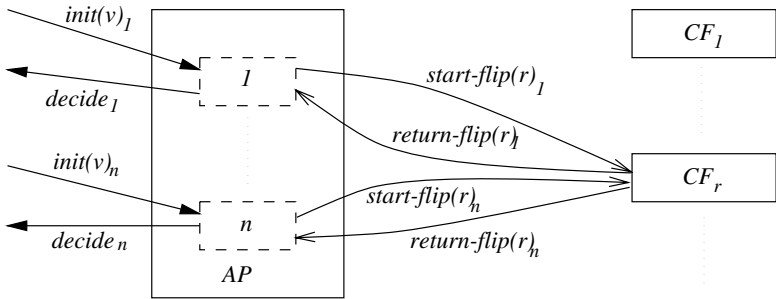 init(v)1
CF1
1
start-flip(r)1
decide1
return-flip(r)1
init(v)n
CFr
start-flip(r)n
n
decide n
return-flip(r)n
AP